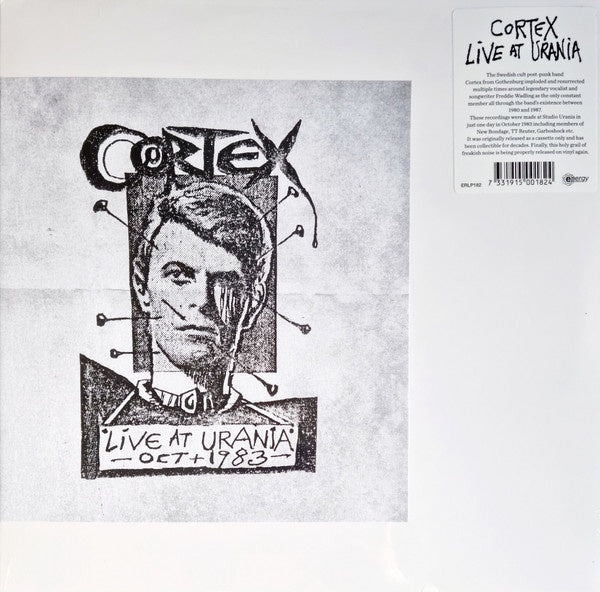 CORTEX
LIVE AT URANIA
The Swedish cult post-punk band
Cortex from Gothenburg imploded and resurrected
multiple times around legendary vocalist and
songwriter Freddie Wadling as the only constant
member all through the band's existence between
1980 and 1987.
These recordings were made at Studio Urania in
just one day in October 1983 including members of
New Bondage, TT Reuter, Garboshock etc.
It was originally released as a cassette only and has
been collectible for decades. Finally, this holy grail of
freakish noise is being properly released on vinyl again.
ERLP182
7 331915 001824
energy
CORTEX
"LIVE AT URANIA"
— OCT + 1983 —